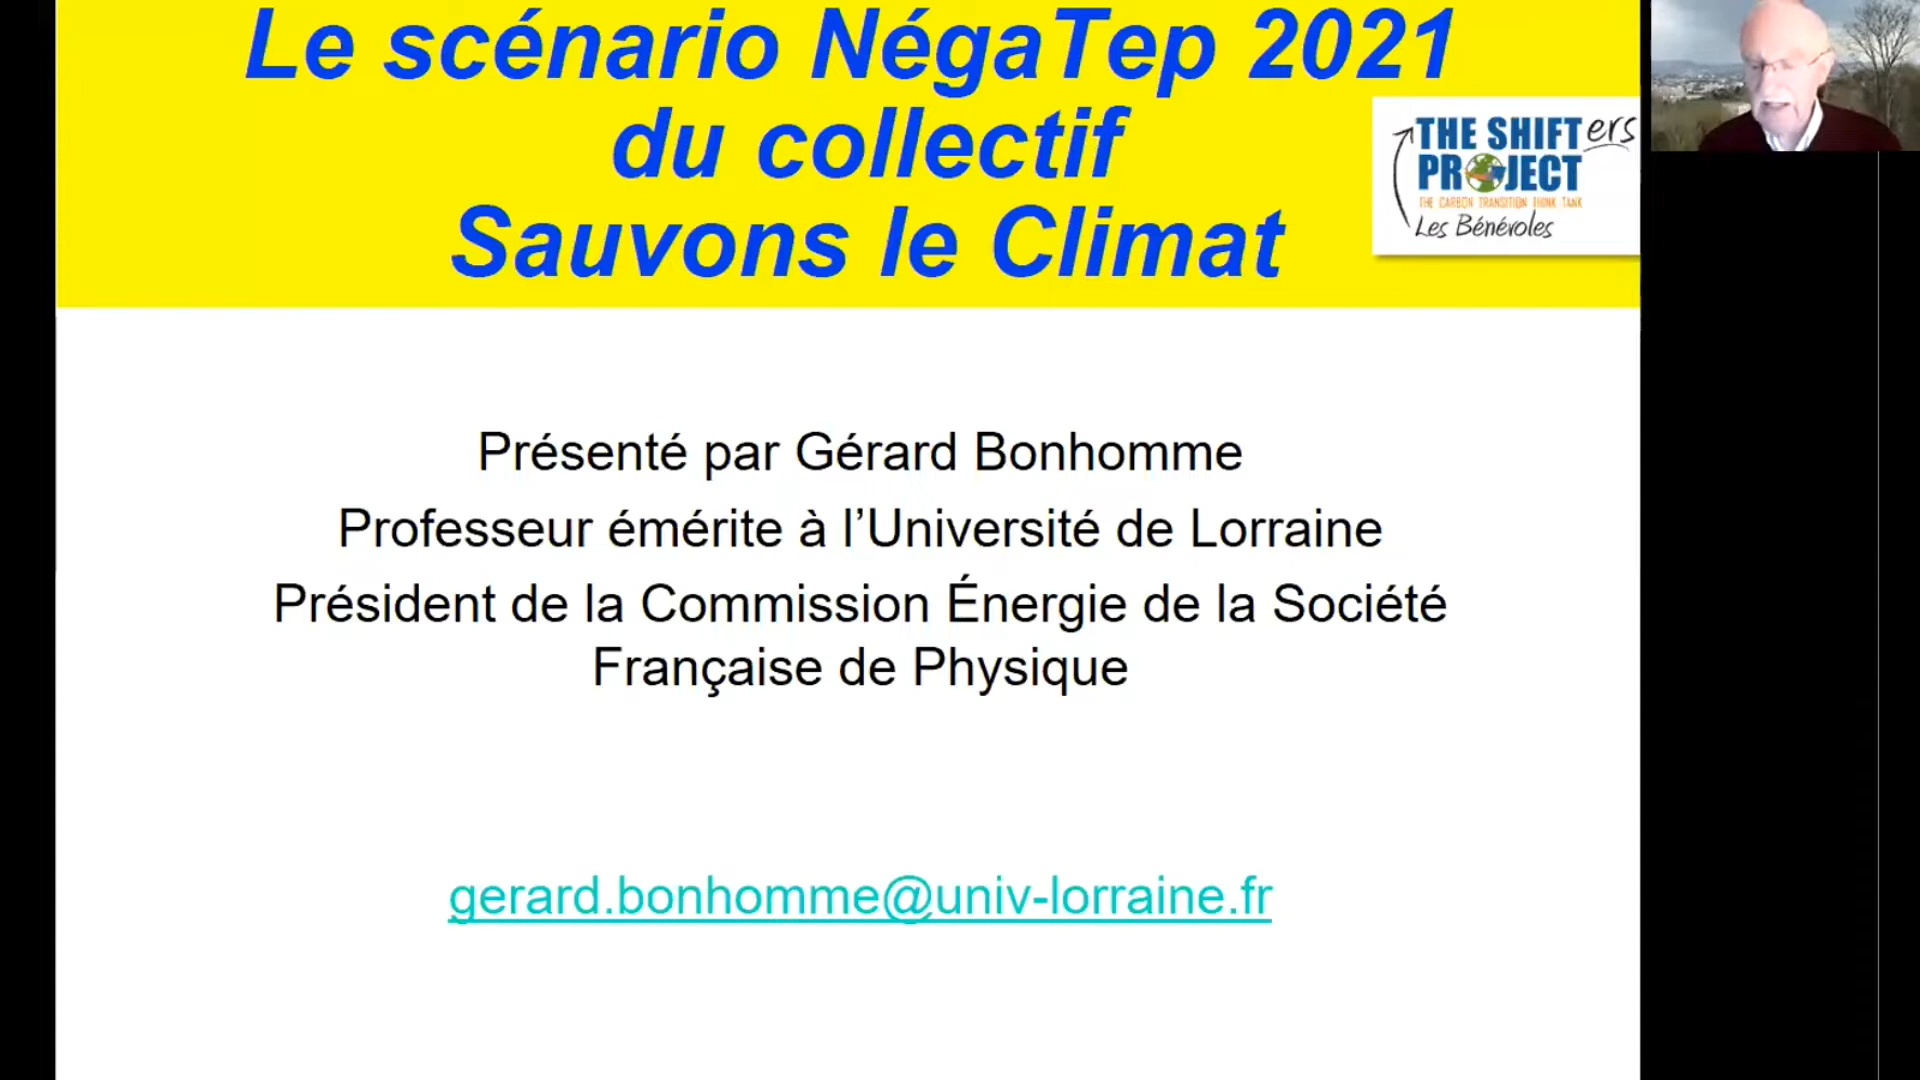 Le scénario NégaTep 2021
du collectif
Sauvons le Climat
THE SHIFTers
PROJECT
THE CARBON TRANSITION THINK TANK
Les Bénévoles
Présenté par Gérard Bonhomme
Professeur émérite à l’Université de Lorraine
Président de la Commission Énergie de la Société
Française de Physique
gerard.bonhomme@univ-lorraine.fr